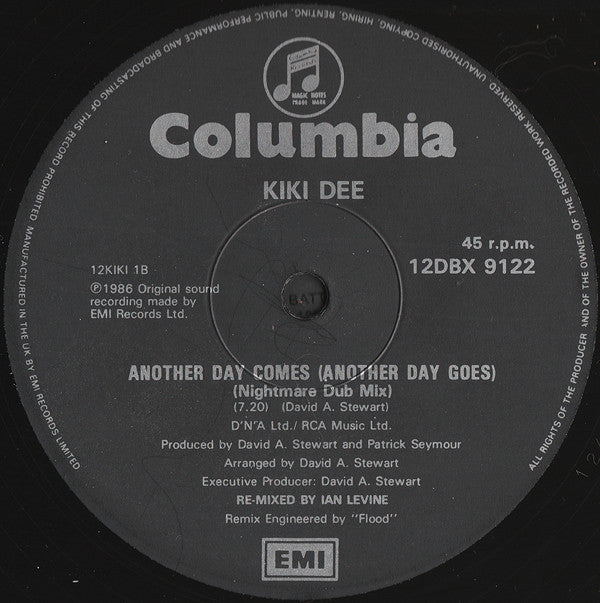 MANUFACTURED IN THE UK BY EMI RECORDS LIMITED
ALL RIGHTS OF THE PRODUCER AND OF THE OWNER OF THE RECORDED WORK RESERVED UNAUTHORISED COPYING, HIRING, RENTING, PUBLIC PERFORMANCE AND BROADCASTING OF THIS RECORD PROHIBITED
MAGIC NOTES
TRADE MARK
Columbia
KIKI DEE
45 r.p.m.
12DBX 9122
12KIKI 1B
℗1986 Original sound
recording made by
EMI Records Ltd.
ANOTHER DAY COMES (ANOTHER DAY GOES)
(Nightmare Dub Mix)
(7.20) (David A. Stewart)
D'N'A Ltd./ RCA Music Ltd.
Produced by David A. Stewart and Patrick Seymour
Arranged by David A. Stewart
Executive Producer: David A. Stewart
RE-MIXED BY IAN LEVINE
Remix Engineered by "Flood"
EMI